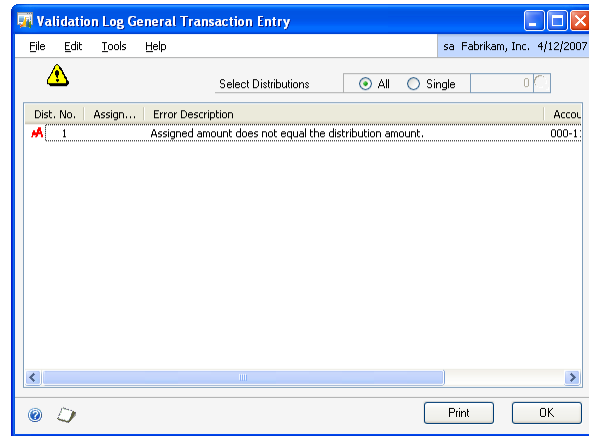 Validation Log General Transaction Entry
File Edit Tools Help sa Fabrikam, Inc. 4/12/2007
Select Distributions All Single 0
Dist. No. Assign... Error Description Accou
1 Assigned amount does not equal the distribution amount. 000-1
Print OK